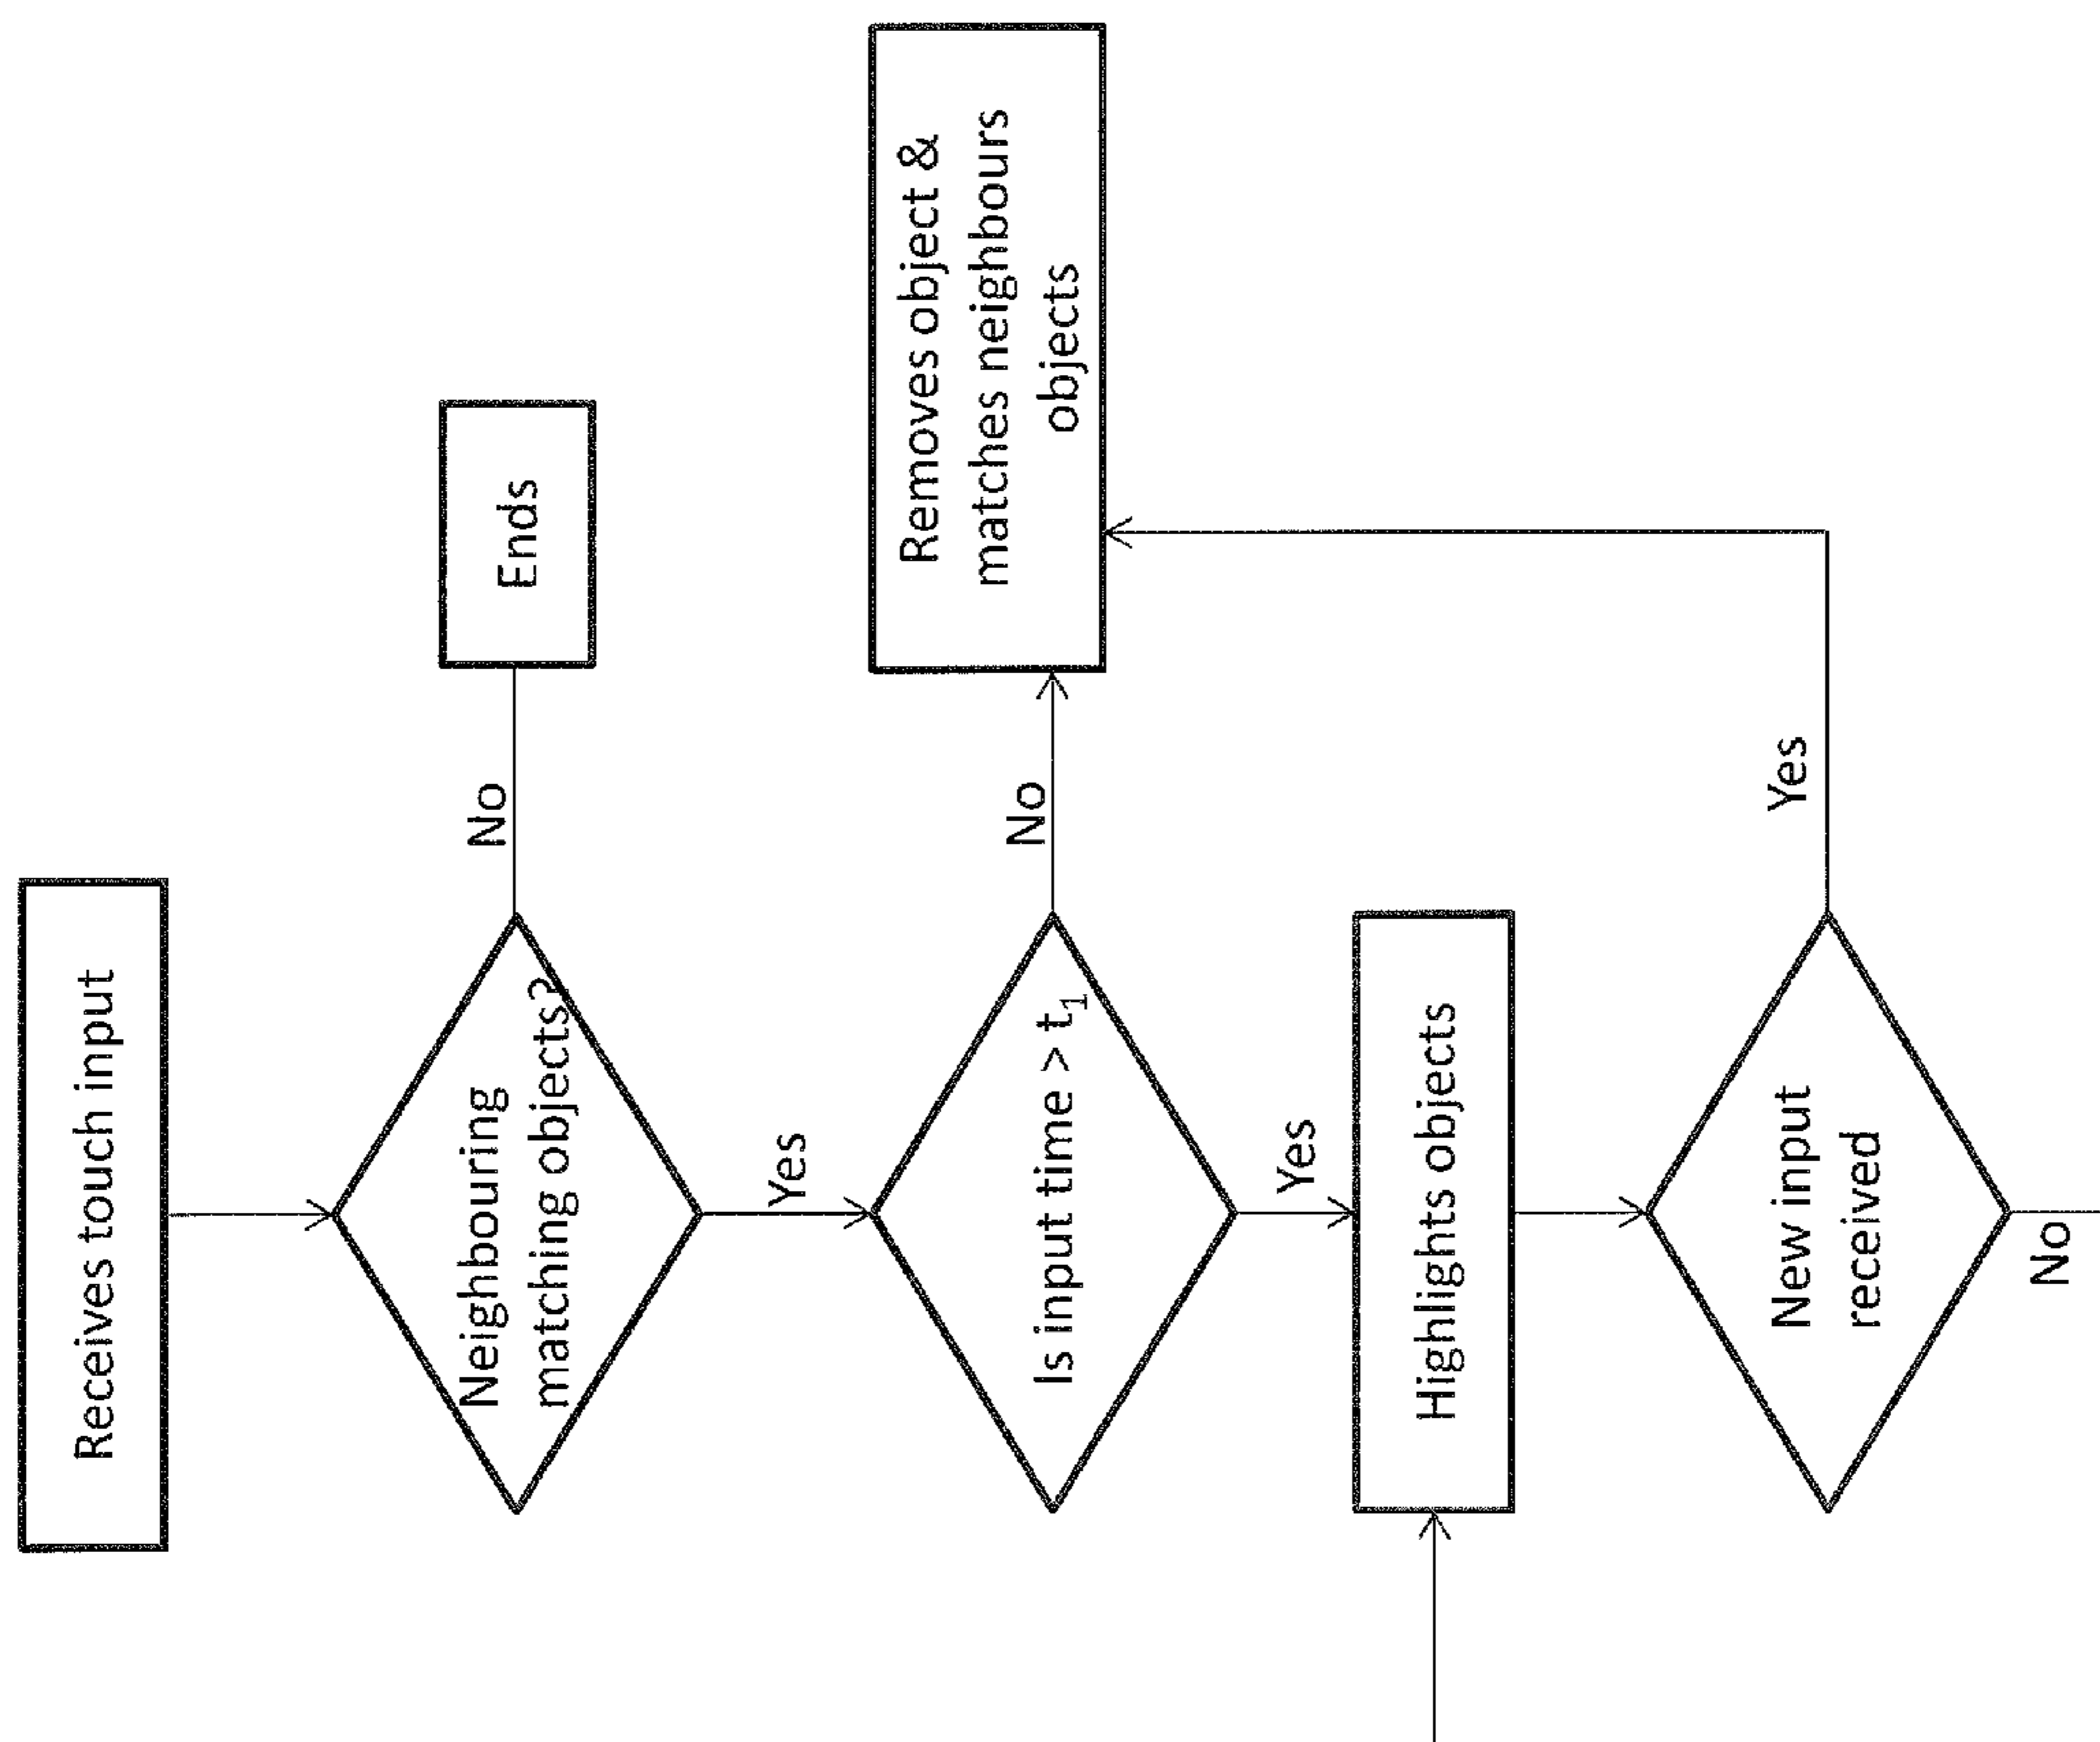 Receives touch input
Neighbouring
matching objects?
No
Ends
Yes
Is input time > t₁
No
Removes object &
matches neighbours
objects
Yes
Highlights objects
New input
received
Yes
No